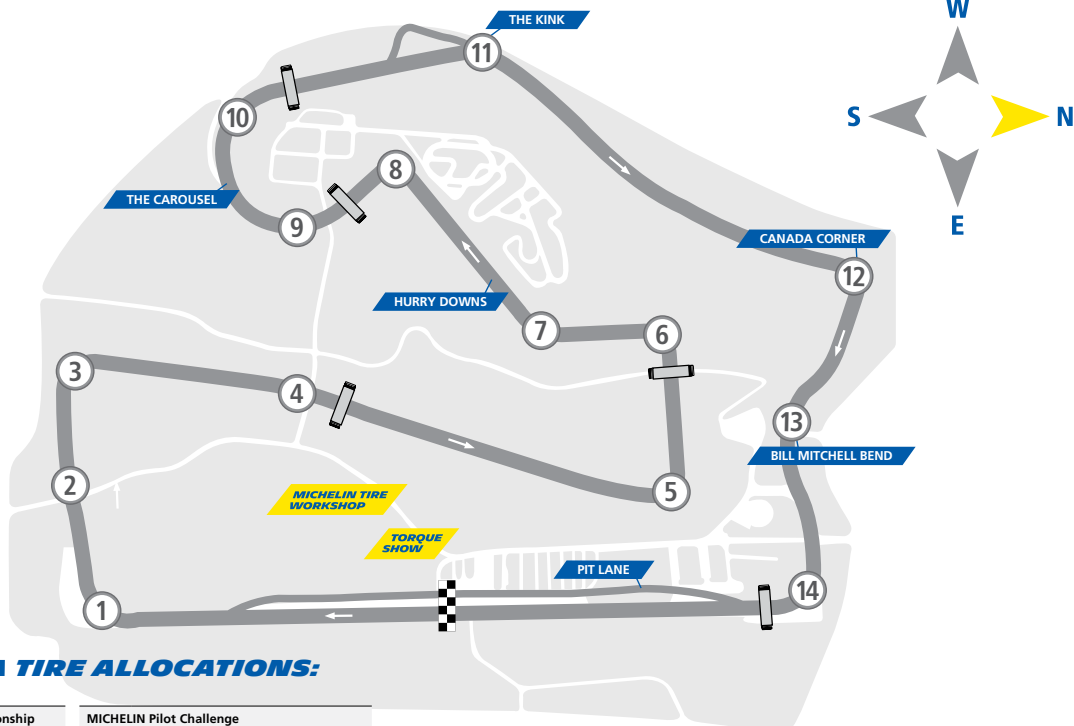 W
THE KINK
11
S
N
10
8
THE CAROUSEL
9
E
CANADA CORNER
12
HURRY DOWNS
7
6
3
4
13
BILL MITCHELL BEND
2
5
MICHELIN TIRE
WORKSHOP
TORQUE
SHOW
PIT LANE
14
1
TIRE ALLOCATIONS:
MICHELIN Pilot Challenge